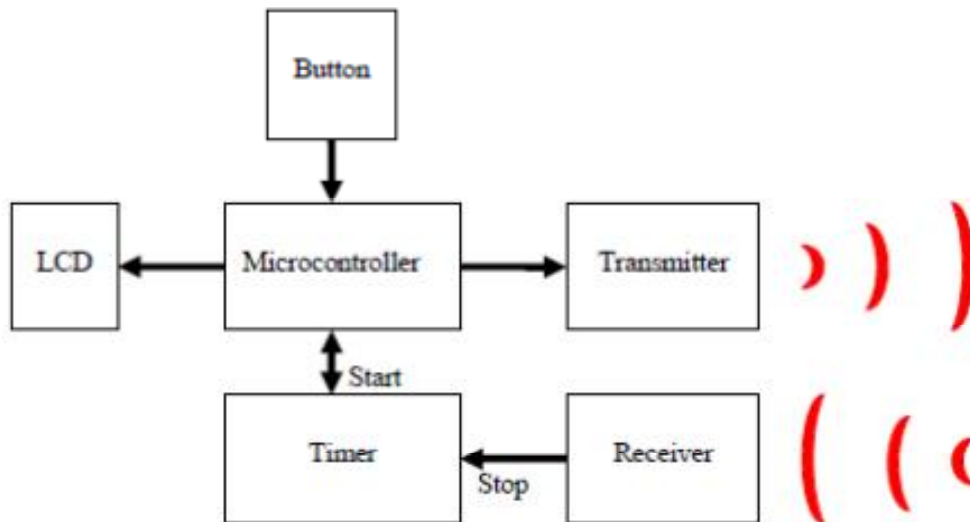 Button
LCD
Microcontroller
Transmitter
Start
Timer
Receiver
Stop